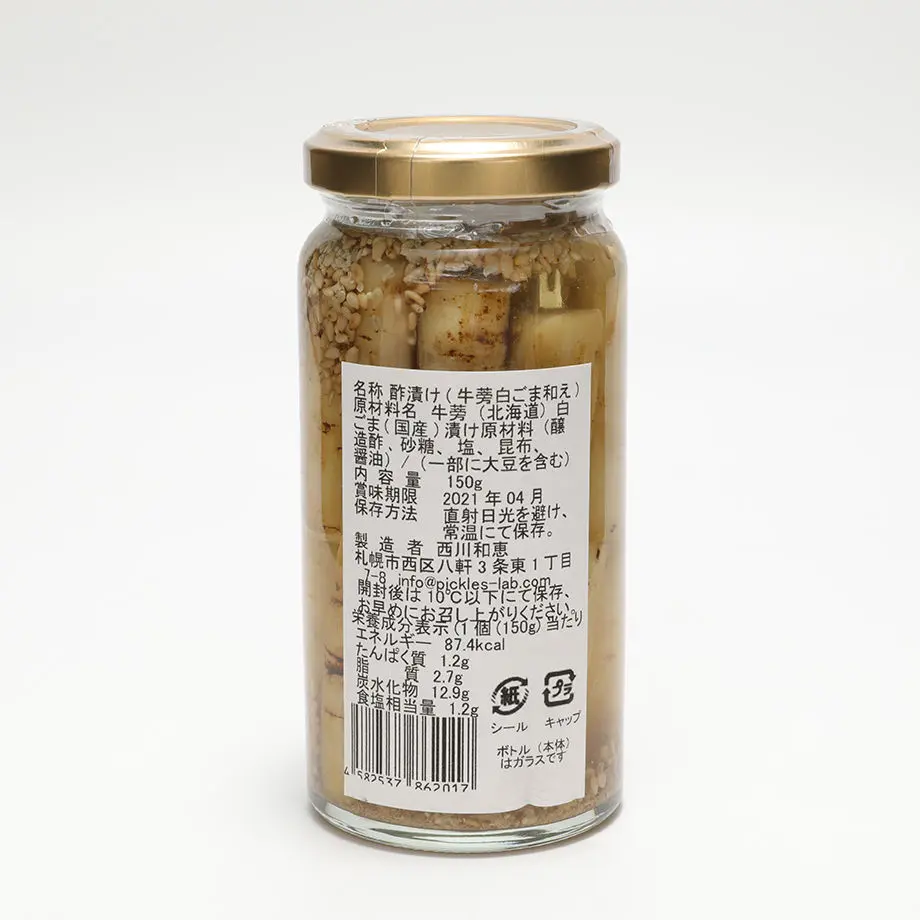 名称 酢漬け(牛蒡白ごま和え)
原材料名 牛蒡（北海道）白
ごま(国産)漬け原材料（醸
造酢、砂糖、塩、昆布、
醤油）/（一部に大豆を含む）
内容量 150g
賞味期限 2021年04月
保存方法 直射日光を避け、
常温にて保存。
製造者 西川和恵
札幌市西区八軒3条東1丁目
7-8 info@pickles-lab.com
開封後は10℃以下にて保存、
お早めにお召し上がりください。
栄養成分表示(1個(150g)当たり
エネルギー 87.4kcal
たんぱく質 1.2g
脂質 2.7g
炭水化物 12.9g
食塩相当量 1.2g
紙 プラ
シール キャップ
ボトル（本体）
はガラスです
4 582537 862017